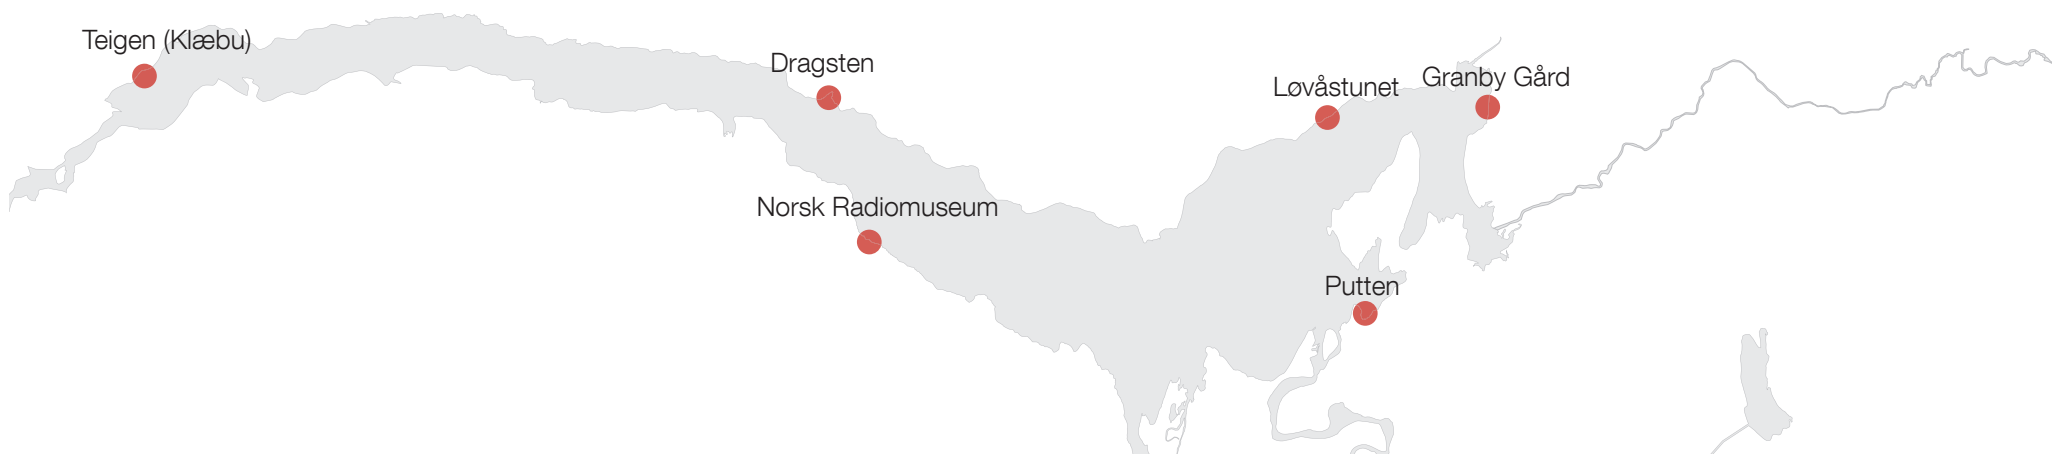 Teigen (Klæbu)
Dragsten
Løvåstunet
Granby Gård
Norsk Radiomuseum
Putten